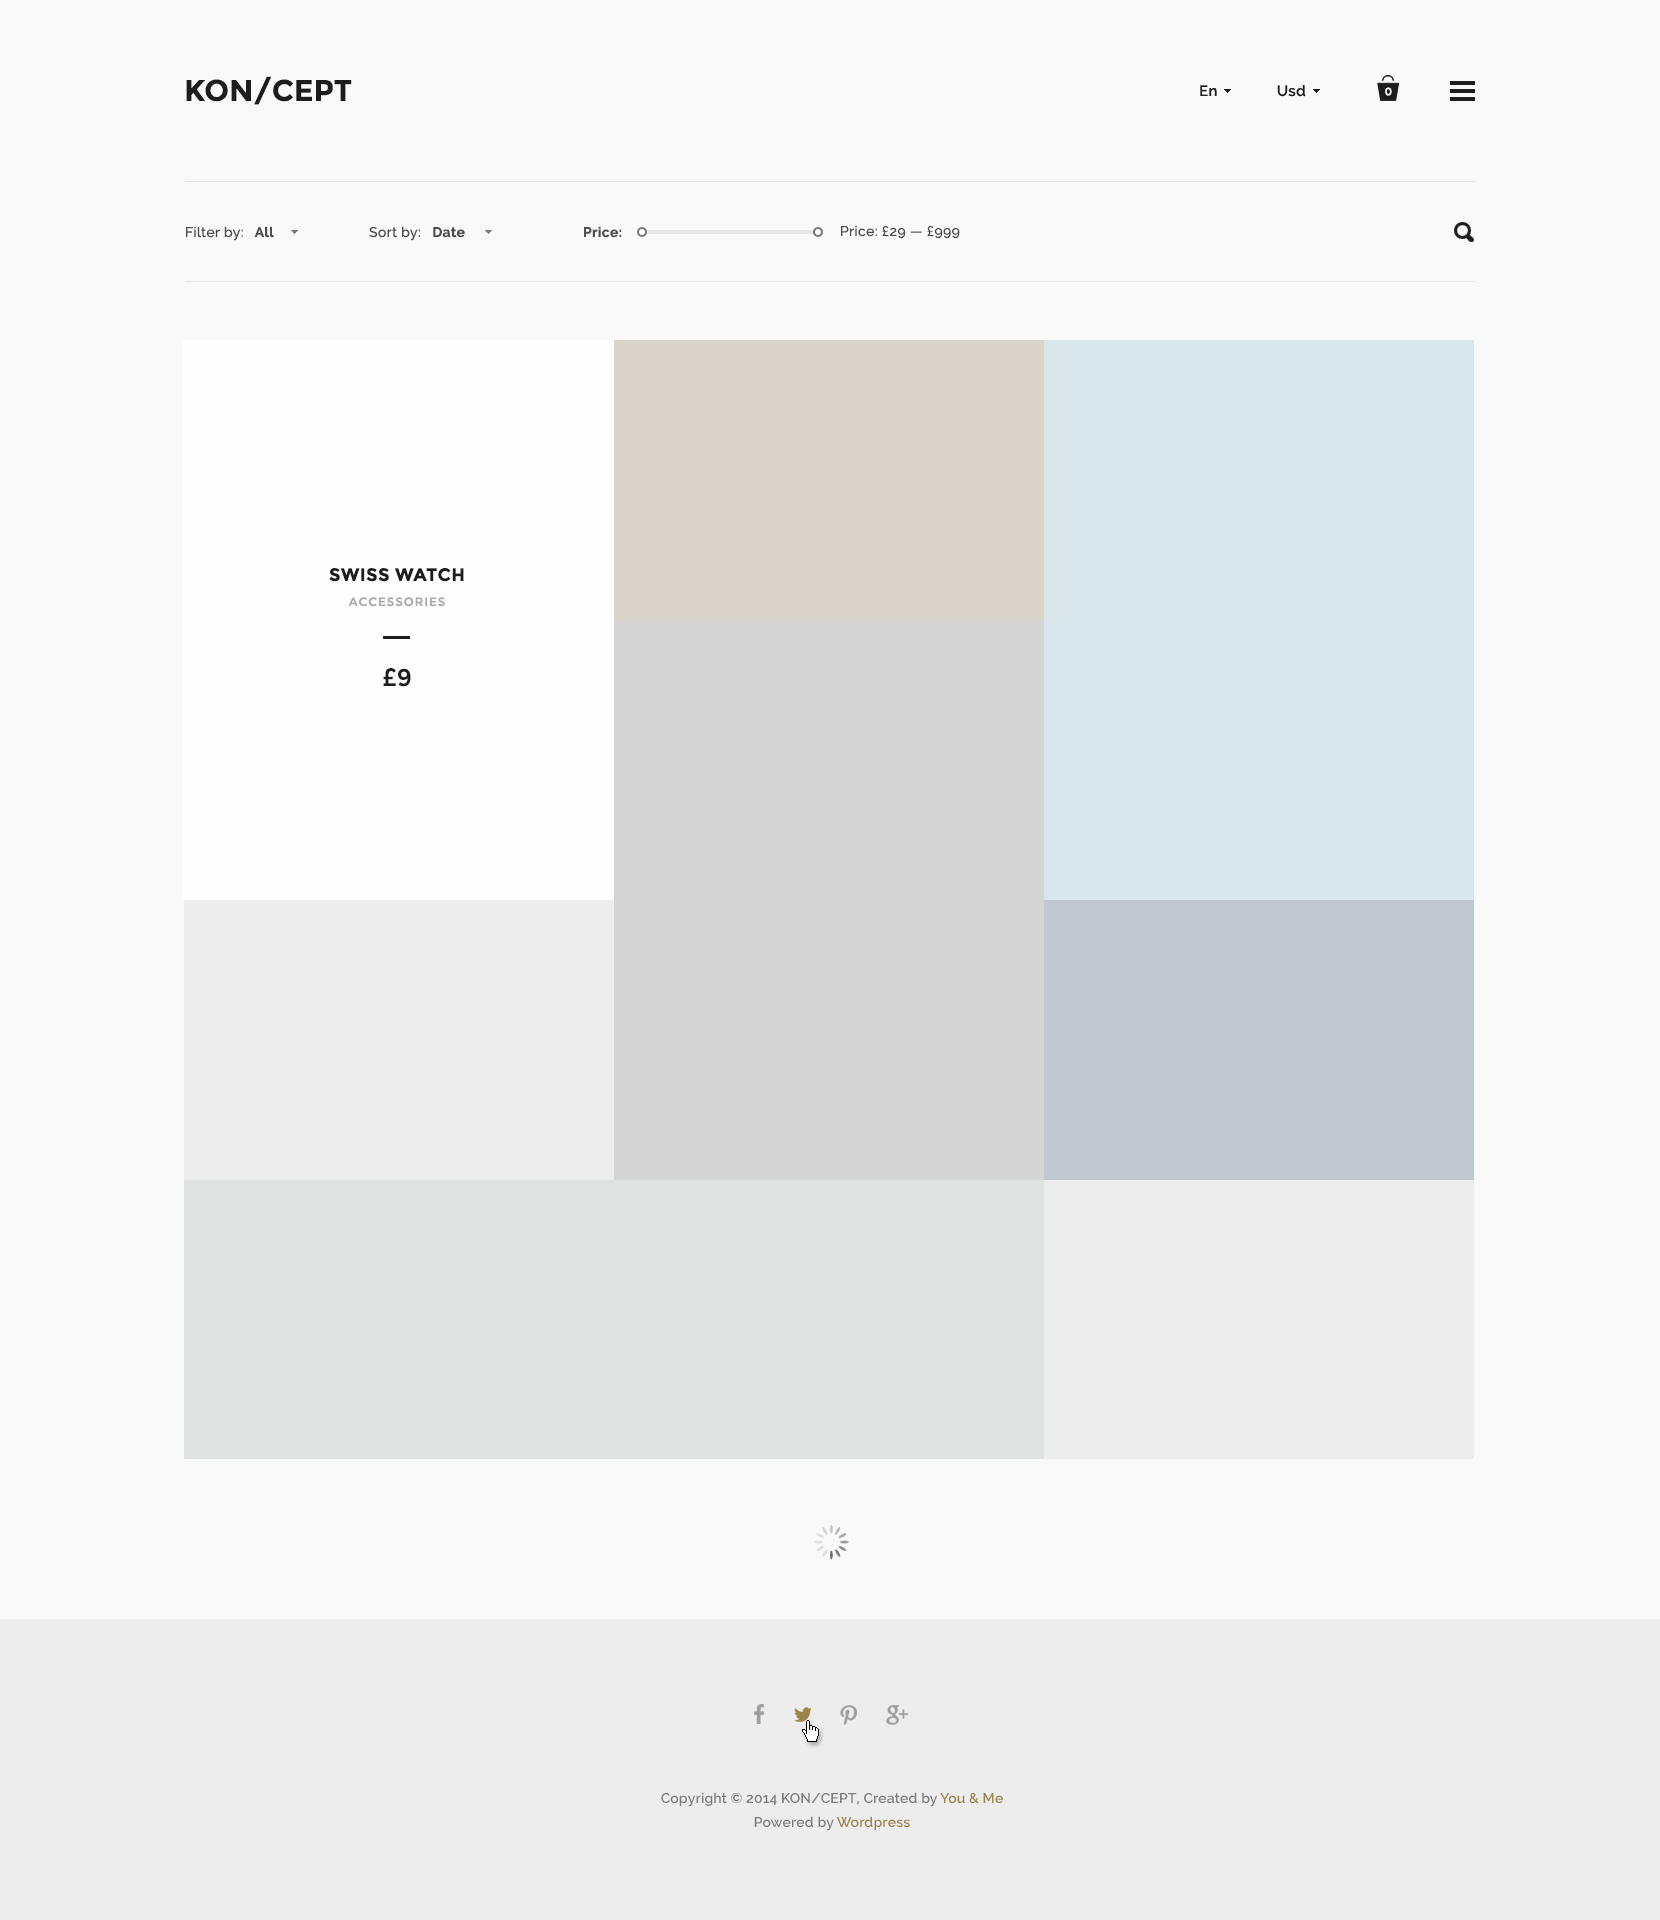 KON/CEPT
En
Usd
0
Filter by: All
Sort by: Date
Price:
Price: £29 — £999
SWISS WATCH
ACCESSORIES
£9
Copyright © 2014 KON/CEPT, Created by You & Me
Powered by Wordpress